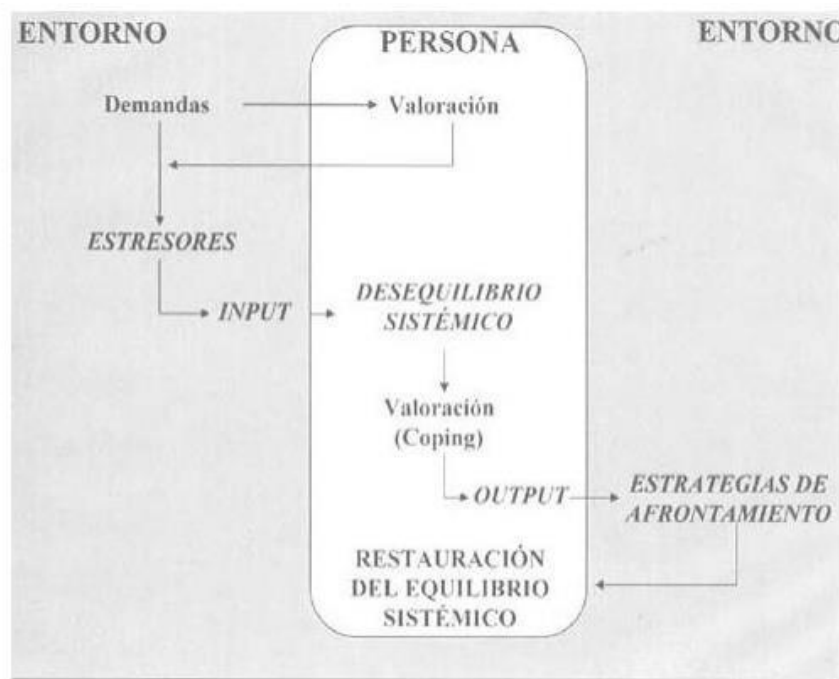 ENTORNO
PERSONA
ENTORNO
Demandas
Valoración
ESTRESORES
INPUT
DESEQUILIBRIO
SISTÉMICO
Valoración
(Coping)
OUTPUT
ESTRATEGIAS DE
AFRONTAMIENTO
RESTAURACIÓN
DEL EQUILIBRIO
SISTÉMICO